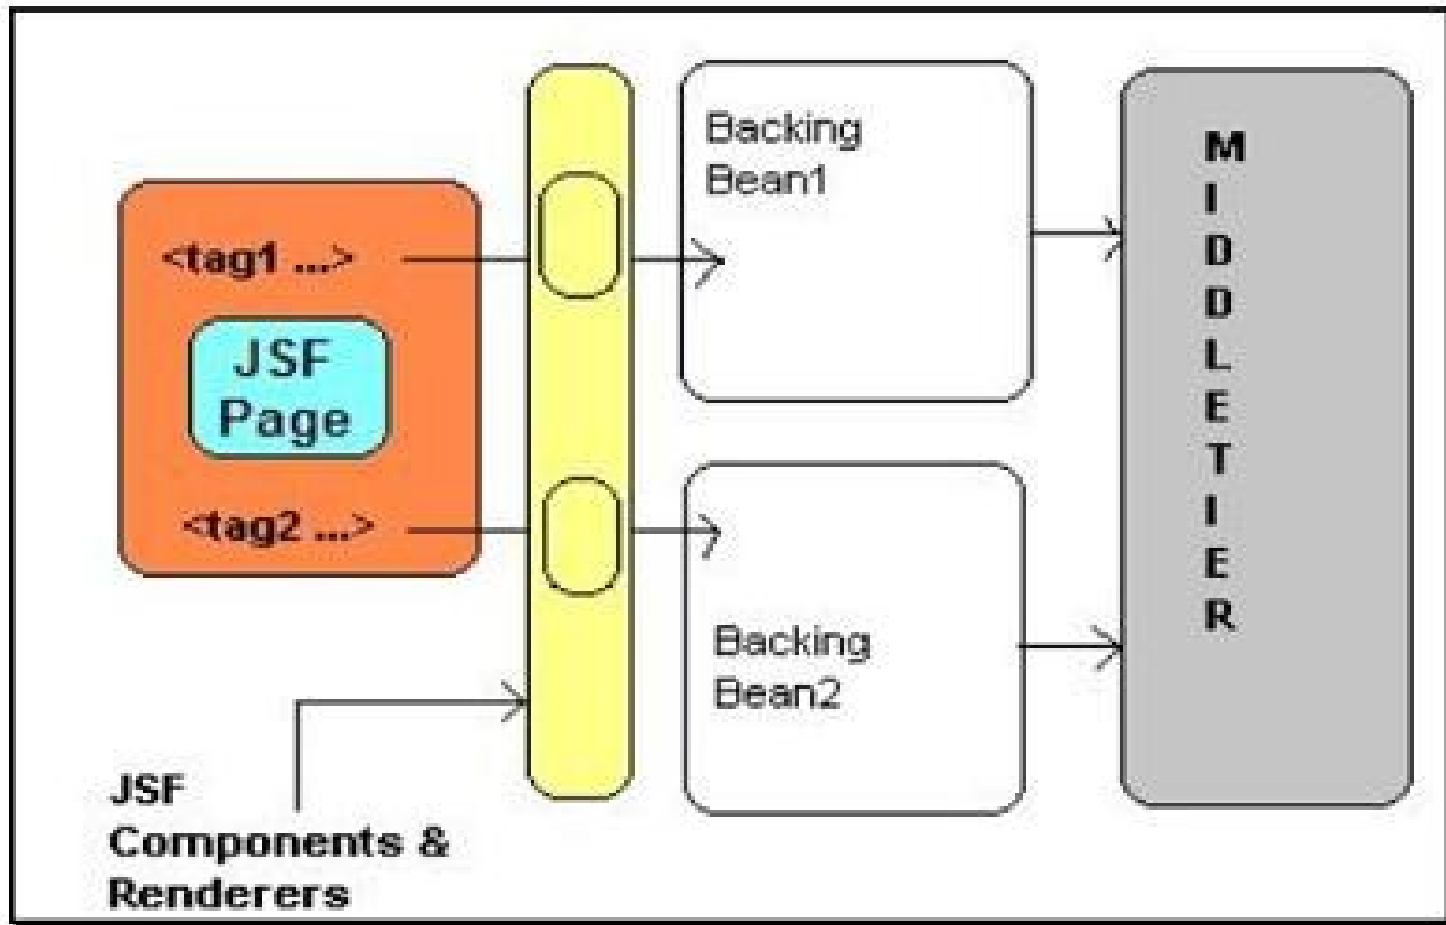 <tag1 ...>
JSF
Page
<tag2 ...>
JSF
Components &
Renderers
Backing
Bean1
Backing
Bean2
M
I
D
D
L
E
T
I
E
R